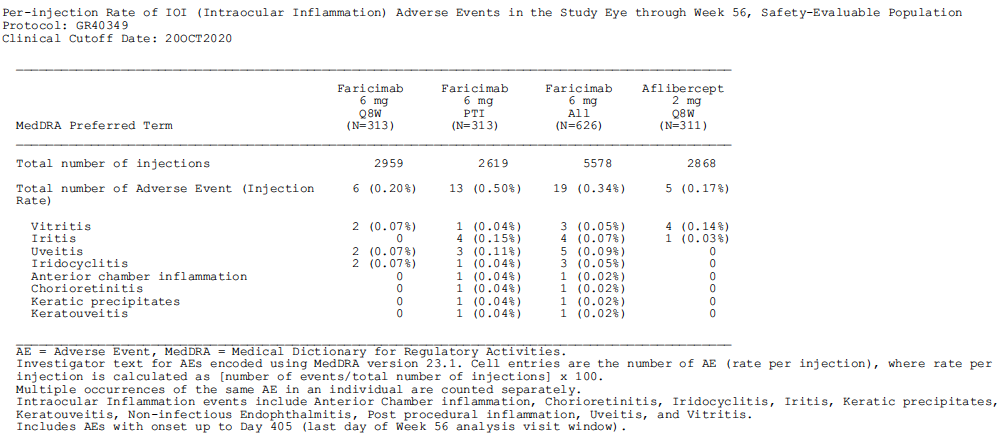 Per-injection Rate of IOI (Intraocular Inflammation) Adverse Events in the Study Eye through Week 56, Safety-Evaluable Population
Protocol: GR40349
Clinical Cutoff Date: 20OCT2020
Faricimab Faricimab Faricimab Aflibercept
6 mg 6 mg 6 mg 2 mg
Q8W PTI All Q8W
MedDRA Preferred Term (N=313) (N=313) (N=626) (N=311)
Total number of injections 2959 2619 5578 2868
Total number of Adverse Event (Injection 6 (0.20%) 13 (0.50%) 19 (0.34%) 5 (0.17%)
Rate)
Vitritis 2 (0.07%) 1 (0.04%) 3 (0.05%) 4 (0.14%)
Iritis 0 4 (0.15%) 4 (0.07%) 1 (0.03%)
Uveitis 2 (0.07%) 3 (0.11%) 5 (0.09%) 0
Iridocyclitis 2 (0.07%) 1 (0.04%) 3 (0.05%) 0
Anterior chamber inflammation 0 1 (0.04%) 1 (0.02%) 0
Chorioretinitis 0 1 (0.04%) 1 (0.02%) 0
Keratic precipitates 0 1 (0.04%) 1 (0.02%) 0
Keratouveitis 0 1 (0.04%) 1 (0.02%) 0
AE = Adverse Event, MedDRA = Medical Dictionary for Regulatory Activities.
Investigator text for AEs encoded using MedDRA version 23.1. Cell entries are the number of AE (rate per injection), where rate per
injection is calculated as [number of events/total number of injections] x 100.
Multiple occurrences of the same AE in an individual are counted separately.
Intraocular Inflammation events include Anterior Chamber inflammation, Chorioretinitis, Iridocyclitis, Iritis, Keratic precipitates,
Keratouveitis, Non-infectious Endophthalmitis, Post procedural inflammation, Uveitis, and Vitritis.
Includes AEs with onset up to Day 405 (last day of Week 56 analysis visit window).